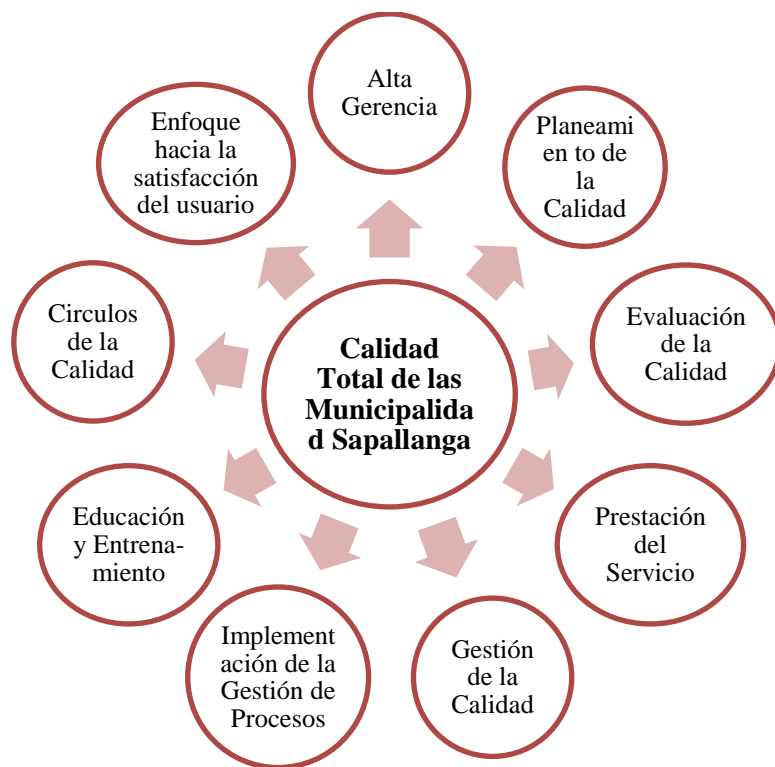 Alta
Gerencia
Planeami
en to de
la
Calidad
Evaluación
de la
Calidad
Prestación
del
Servicio
Gestión
de la
Calidad
Implement
ación de la
Gestión de
Procesos
Educación
y Entrena-
miento
Circulos
de la
Calidad
Enfoque
hacia la
satisfacción
del usuario
Calidad
Total de las
Municipalida
d Sapallanga